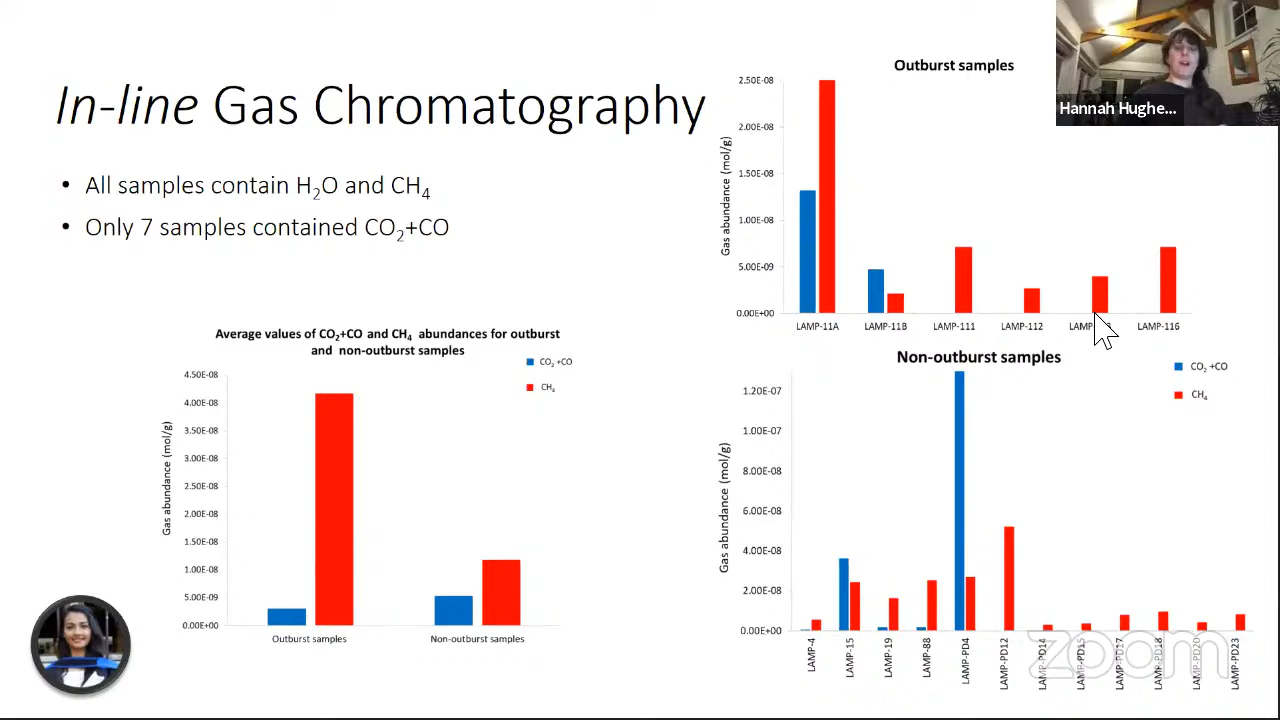 In-line Gas Chromatography
• All samples contain H₂O and CH₄
• Only 7 samples contained CO₂+CO
Average values of CO₂+CO and CH₄ abundances for outburst
and non-outburst samples
CO₂ +CO
CH₄
Gas abundance (mol/g)
4.50E-08
4.00E-08
3.50E-08
3.00E-08
2.50E-08
2.00E-08
1.50E-08
1.00E-08
5.00E-09
0.00E+00
Outburst samples
Non-outburst samples
Outburst samples
Gas abundance (mol/g)
2.50E-08
2.00E-08
1.50E-08
1.00E-08
5.00E-09
0.00E+00
LAMP-11A
LAMP-11B
LAMP-111
LAMP-112
LAMP-116
Non-outburst samples
CO₂ +CO
CH₄
Gas abundance (mol/g)
1.20E-07
1.00E-07
8.00E-08
6.00E-08
4.00E-08
2.00E-08
0.00E+00
LAMP-4
LAMP-15
LAMP-19
LAMP-88
LAMP-PD4
LAMP-PD12
LAMP-PD14
LAMP-PD15
LAMP-PD17
LAMP-PD18
LAMP-PD20
LAMP-PD23
Hannah Hughe...
zoom